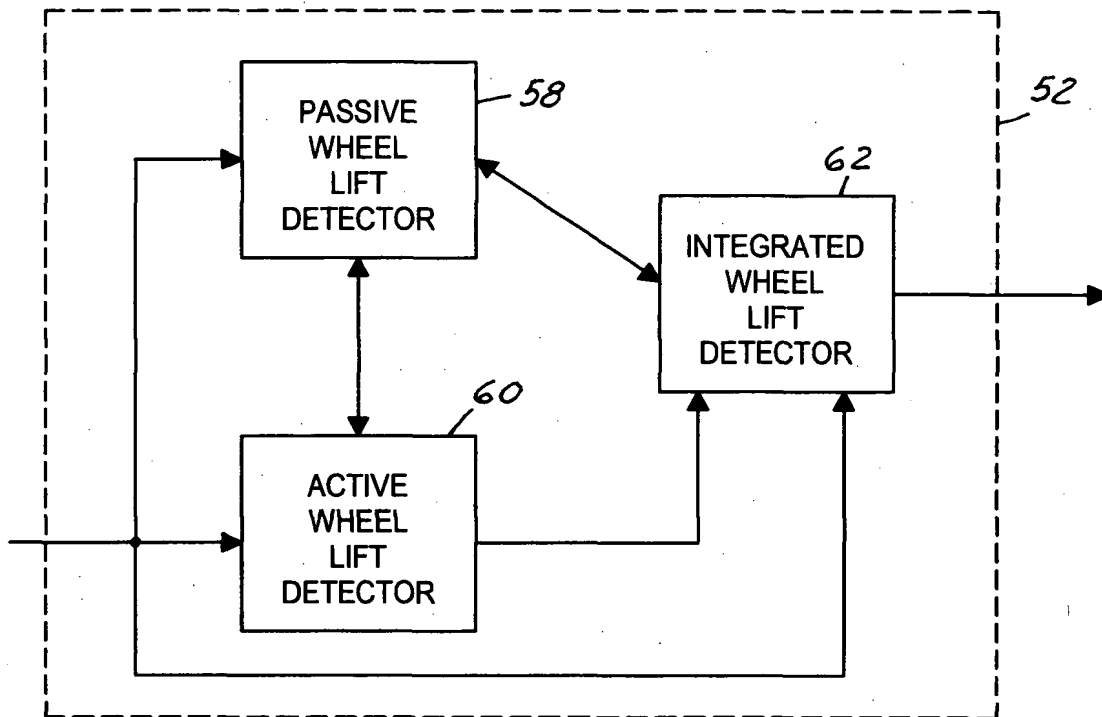 58
PASSIVE
WHEEL
LIFT
DETECTOR
52
62
INTEGRATED
WHEEL
LIFT
DETECTOR
60
ACTIVE
WHEEL
LIFT
DETECTOR